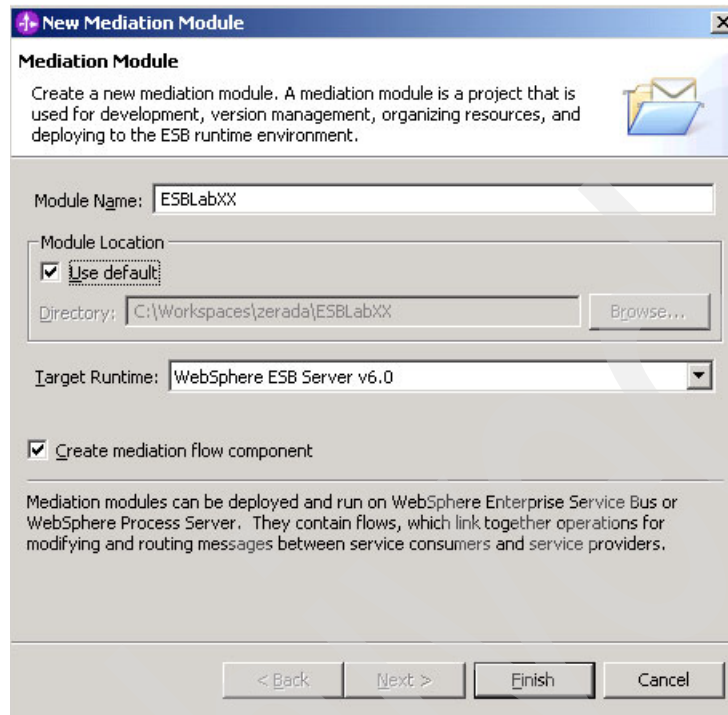 New Mediation Module
Mediation Module
Create a new mediation module. A mediation module is a project that is
used for development, version management, organizing resources, and
deploying to the ESB runtime environment.
Module Name: ESBLabXX
Module Location
Use default
Directory: C:\Workspaces\zerada\ESBLabXX Browse...
Target Runtime: WebSphere ESB Server v6.0
Create mediation flow component
Mediation modules can be deployed and run on WebSphere Enterprise Service Bus or
WebSphere Process Server. They contain flows, which link together operations for
modifying and routing messages between service consumers and service providers.
< Back Next > Finish Cancel